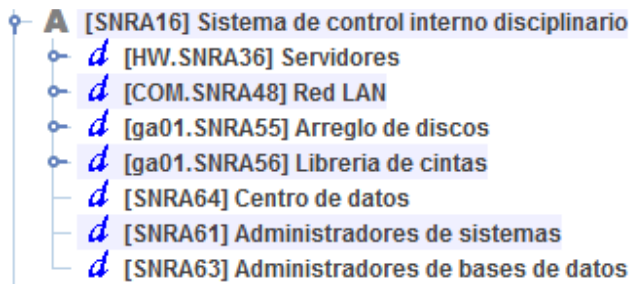 A [SNRA16] Sistema de control interno disciplinario
d [HW.SNRA36] Servidores
d [COM.SNRA48] Red LAN
d [ga01.SNRA55] Arreglo de discos
d [ga01.SNRA56] Libreria de cintas
d [SNRA64] Centro de datos
d [SNRA61] Administradores de sistemas
d [SNRA63] Administradores de bases de datos